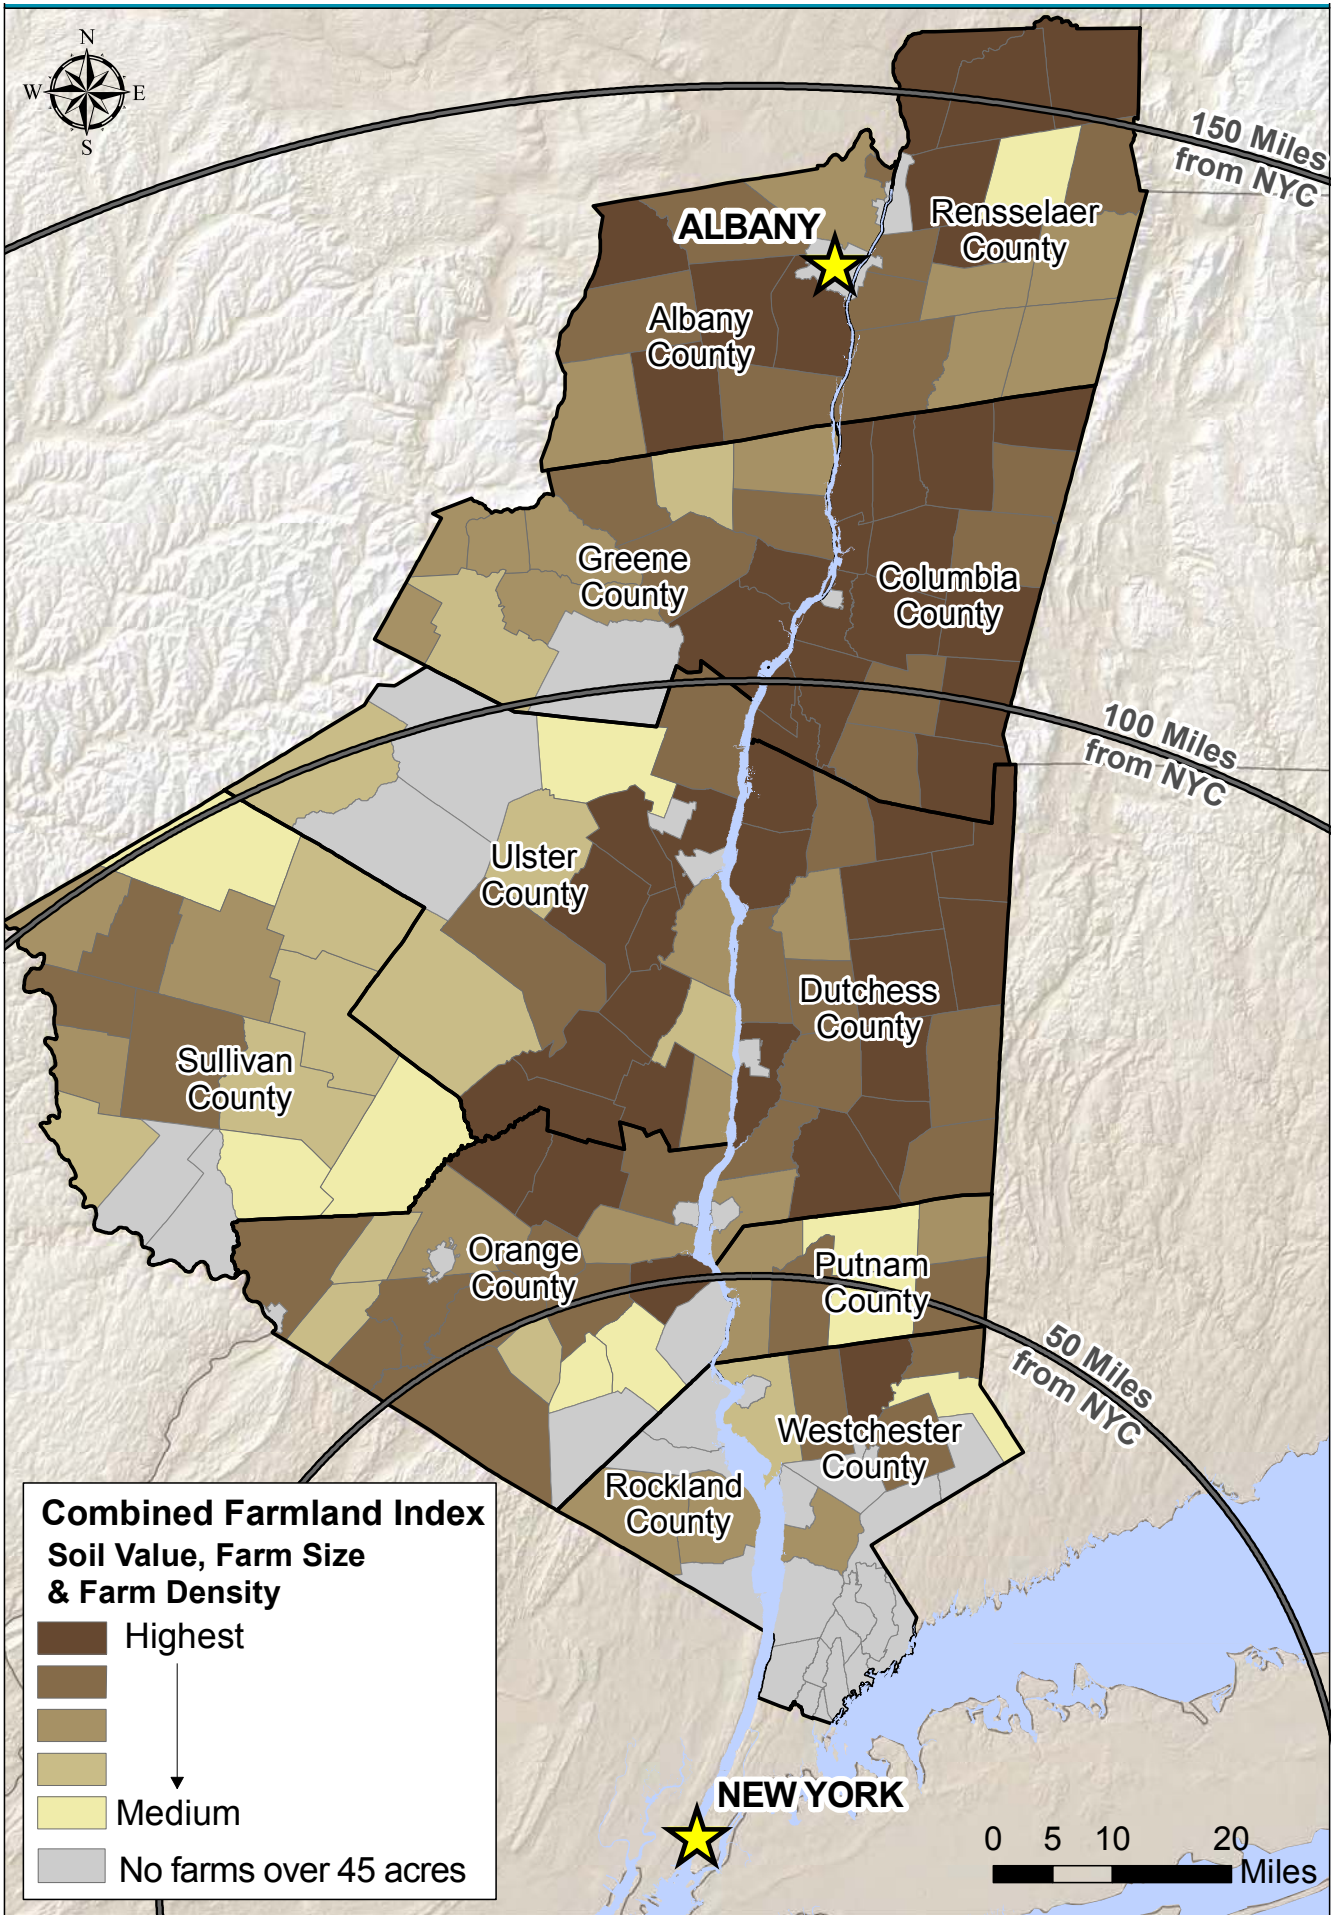 N
W E
S
150 Miles
from NYC
ALBANY
Rensselaer
County
Albany
County
Greene
County
Columbia
County
100 Miles
from NYC
Ulster
County
Dutchess
County
Sullivan
County
Orange
County
Putnam
County
50 Miles
from NYC
Westchester
County
Rockland
County
Combined Farmland Index
Soil Value, Farm Size
& Farm Density
Highest
Medium
No farms over 45 acres
NEW YORK
0 5 10 20
Miles